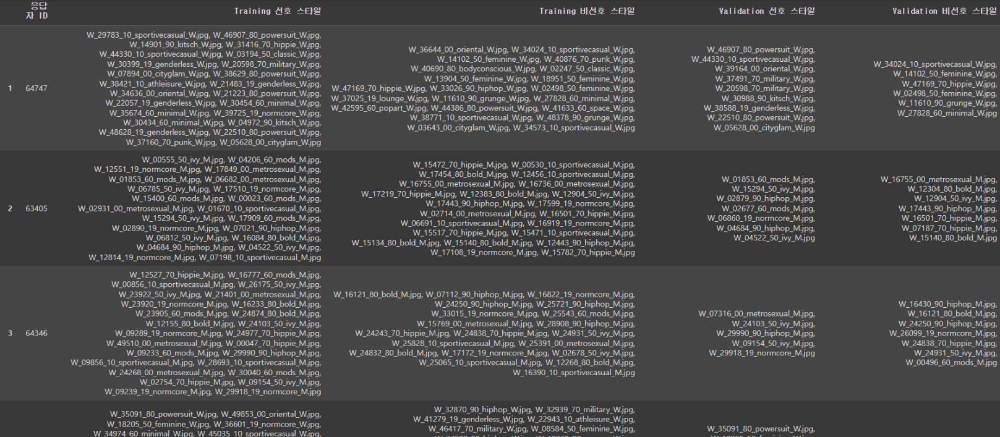 응답
자 ID
Training 선호 스타일
Training 비선호 스타일
Validation 선호 스타일
Validation 비선호 스타일
1
64747
W_29783_10_sportivecasual_W.jpg, W_46907_80_powersuit_W.jpg,
W_14901_90_kitsch_W.jpg, W_31416_70_hippie_W.jpg,
W_44330_10_sportivecasual_W.jpg, W_03194_50_classic_W.jpg,
W_30399_19_genderless_W.jpg, W_20598_70_military_W.jpg,
W_07894_00_cityglam_W.jpg, W_38629_80_powersuit_W.jpg,
W_38421_10_athleisure_W.jpg, W_21483_19_genderless_W.jpg,
W_34636_00_oriental_W.jpg, W_21223_80_powersuit_W.jpg,
W_22057_19_genderless_W.jpg, W_30454_60_minimal_W.jpg,
W_35674_60_minimal_W.jpg, W_39725_19_normcore_W.jpg,
W_30434_60_minimal_W.jpg, W_04972_90_kitsch_W.jpg,
W_48628_19_genderless_W.jpg, W_22510_80_powersuit_W.jpg,
W_37160_70_punk_W.jpg, W_05628_00_cityglam_W.jpg
W_36644_00_oriental_W.jpg, W_34024_10_sportivecasual_W.jpg,
W_14102_50_feminine_W.jpg, W_40876_70_punk_W.jpg,
W_40690_80_bodyconscious_W.jpg, W_02247_50_classic_W.jpg,
W_13904_50_feminine_W.jpg, W_18951_50_feminine_W.jpg,
W_47169_70_hippie_W.jpg, W_33026_90_hiphop_W.jpg, W_02498_50_feminine_W.jpg,
W_37025_19_lounge_W.jpg, W_11610_90_grunge_W.jpg, W_27828_60_minimal_W.jpg,
W_42595_60_popart_W.jpg, W_44386_80_powersuit_W.jpg, W_41633_60_space_W.jpg,
W_38771_10_sportivecasual_W.jpg, W_48378_90_grunge_W.jpg,
W_03643_00_cityglam_W.jpg, W_34573_10_sportivecasual_W.jpg
W_46907_80_powersuit_W.jpg,
W_44330_10_sportivecasual_W.jpg,
W_39164_00_oriental_W.jpg,
W_37491_70_military_W.jpg,
W_20598_70_military_W.jpg,
W_30988_90_kitsch_W.jpg,
W_38588_19_genderless_W.jpg,
W_22510_80_powersuit_W.jpg,
W_05628_00_cityglam_W.jpg
W_34024_10_sportivecasual_W.jpg,
W_14102_50_feminine_W.jpg,
W_47169_70_hippie_W.jpg,
W_02498_50_feminine_W.jpg,
W_11610_90_grunge_W.jpg,
W_27828_60_minimal_W.jpg
2
63405
W_00555_50_ivy_M.jpg, W_04206_60_mods_M.jpg,
W_12551_19_normcore_M.jpg, W_17849_00_metrosexual_M.jpg,
W_01853_60_mods_M.jpg, W_06682_00_metrosexual_M.jpg,
W_06785_50_ivy_M.jpg, W_17510_19_normcore_M.jpg,
W_15400_60_mods_M.jpg, W_00023_60_mods_M.jpg,
W_02931_00_metrosexual_M.jpg, W_01670_10_sportivecasual_M.jpg,
W_15294_50_ivy_M.jpg, W_17909_60_mods_M.jpg,
W_02890_19_normcore_M.jpg, W_07021_90_hiphop_M.jpg,
W_06812_50_ivy_M.jpg, W_16084_80_bold_M.jpg,
W_04684_90_hiphop_M.jpg, W_04522_50_ivy_M.jpg,
W_12814_19_normcore_M.jpg, W_07198_10_sportivecasual_M.jpg
W_15472_70_hippie_M.jpg, W_00530_10_sportivecasual_M.jpg,
W_17454_80_bold_M.jpg, W_12456_10_sportivecasual_M.jpg,
W_16755_00_metrosexual_M.jpg, W_16736_00_metrosexual_M.jpg,
W_17219_70_hippie_M.jpg, W_12383_80_bold_M.jpg, W_12904_50_ivy_M.jpg,
W_17443_90_hiphop_M.jpg, W_17599_19_normcore_M.jpg,
W_02714_00_metrosexual_M.jpg, W_16501_70_hippie_M.jpg,
W_06691_10_sportivecasual_M.jpg, W_16919_19_normcore_M.jpg,
W_15517_70_hippie_M.jpg, W_15471_10_sportivecasual_M.jpg,
W_15134_80_bold_M.jpg, W_15140_80_bold_M.jpg, W_12443_90_hiphop_M.jpg,
W_17108_19_normcore_M.jpg, W_15782_70_hippie_M.jpg
W_01853_60_mods_M.jpg,
W_15294_50_ivy_M.jpg,
W_02879_90_hiphop_M.jpg,
W_02677_60_mods_M.jpg,
W_06860_19_normcore_M.jpg,
W_04684_90_hiphop_M.jpg,
W_04522_50_ivy_M.jpg
W_16755_00_metrosexual_M.jpg,
W_12304_80_bold_M.jpg,
W_12904_50_ivy_M.jpg,
W_17443_90_hiphop_M.jpg,
W_16501_70_hippie_M.jpg,
W_07187_70_hippie_M.jpg,
W_15140_80_bold_M.jpg
3
64346
W_12527_70_hippie_M.jpg, W_16777_60_mods_M.jpg,
W_00856_10_sportivecasual_M.jpg, W_26175_50_ivy_M.jpg,
W_23922_50_ivy_M.jpg, W_21401_00_metrosexual_M.jpg,
W_23920_19_normcore_M.jpg, W_16233_80_bold_M.jpg,
W_23905_60_mods_M.jpg, W_24874_80_bold_M.jpg,
W_12155_80_bold_M.jpg, W_24103_50_ivy_M.jpg,
W_09289_19_normcore_M.jpg, W_24977_70_hippie_M.jpg,
W_49510_00_metrosexual_M.jpg, W_00047_70_hippie_M.jpg,
W_09233_60_mods_M.jpg, W_29990_90_hiphop_M.jpg,
W_09856_10_sportivecasual_M.jpg, W_28693_10_sportivecasual_M.jpg,
W_24268_00_metrosexual_M.jpg, W_30040_60_mods_M.jpg,
W_02754_70_hippie_M.jpg, W_09154_50_ivy_M.jpg,
W_09239_19_normcore_M.jpg, W_29918_19_normcore_M.jpg
W_16121_80_bold_M.jpg, W_07112_90_hiphop_M.jpg, W_16822_19_normcore_M.jpg,
W_24250_90_hiphop_M.jpg, W_25721_90_hiphop_M.jpg,
W_33015_19_normcore_M.jpg, W_25543_60_mods_M.jpg,
W_15769_00_metrosexual_M.jpg, W_28908_90_hiphop_M.jpg,
W_24243_70_hippie_M.jpg, W_24838_70_hippie_M.jpg, W_24931_50_ivy_M.jpg,
W_25828_10_sportivecasual_M.jpg, W_25391_00_metrosexual_M.jpg,
W_24832_80_bold_M.jpg, W_17172_19_normcore_M.jpg, W_02678_50_ivy_M.jpg,
W_25065_10_sportivecasual_M.jpg, W_12268_80_bold_M.jpg,
W_16390_10_sportivecasual_M.jpg
W_07316_00_metrosexual_M.jpg,
W_24103_50_ivy_M.jpg,
W_29990_90_hiphop_M.jpg,
W_09154_50_ivy_M.jpg,
W_29918_19_normcore_M.jpg
W_16430_90_hiphop_M.jpg,
W_16121_80_bold_M.jpg,
W_24250_90_hiphop_M.jpg,
W_26099_19_normcore_M.jpg,
W_24838_70_hippie_M.jpg,
W_24931_50_ivy_M.jpg,
W_00496_60_mods_M.jpg
W_35091_80_powersuit_W.jpg, W_49853_00_oriental_W.jpg,
W_18205_50_feminine_W.jpg, W_36601_19_normcore_W.jpg,
W_34974_60_minimal_W.jpg, W_45035_10_sportivecasual_W.jpg
W_32870_90_hiphop_W.jpg, W_32939_70_military_W.jpg,
W_41279_19_genderless_W.jpg, W_22943_10_athleisure_W.jpg,
W_46417_70_military_W.jpg, W_08584_50_feminine_W.jpg,
W_35091_80_powersuit_W.jpg,